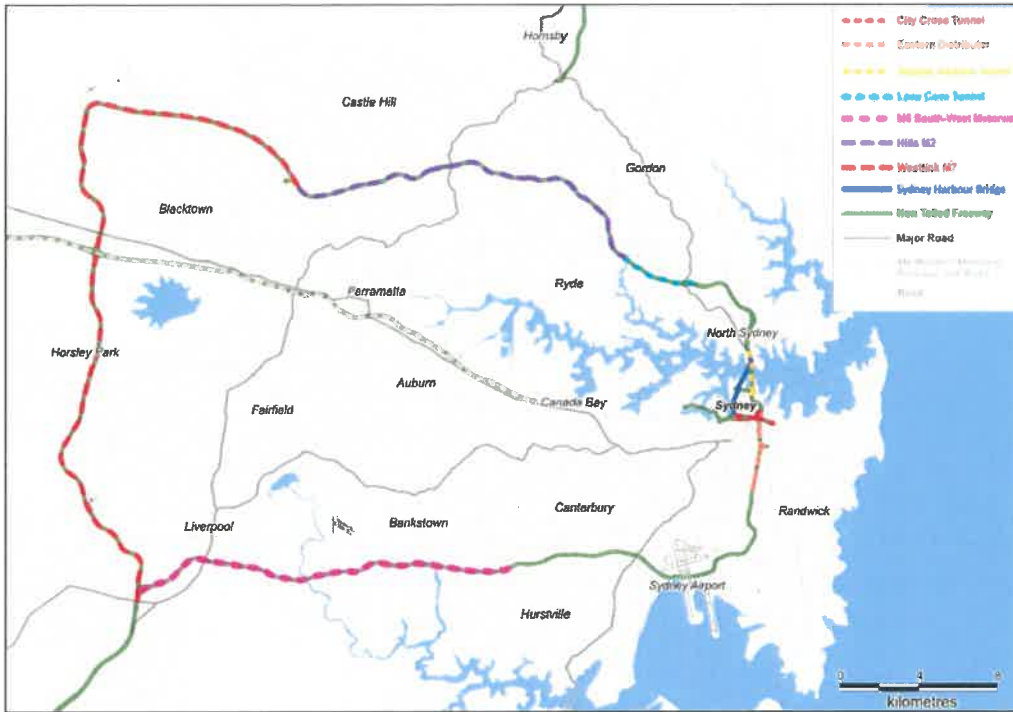 Hornsby
Castle Hill
Gordon
Blacktown
Parramatta
Ryde
North Sydney
Horsley Park
Auburn
Canada Bay
Sydney
Fairfield
Liverpool
Bankstown
Canterbury
Randwick
Sydney Airport
Hurstville
City Cross Tunnel
Eastern Distributor
Lane Cove Tunnel
M5 South-West Motorway
Hills M2
Westlink M7
Sydney Harbour Bridge
Non Tolled Freeway
Major Road
Road
0 4 8
kilometres